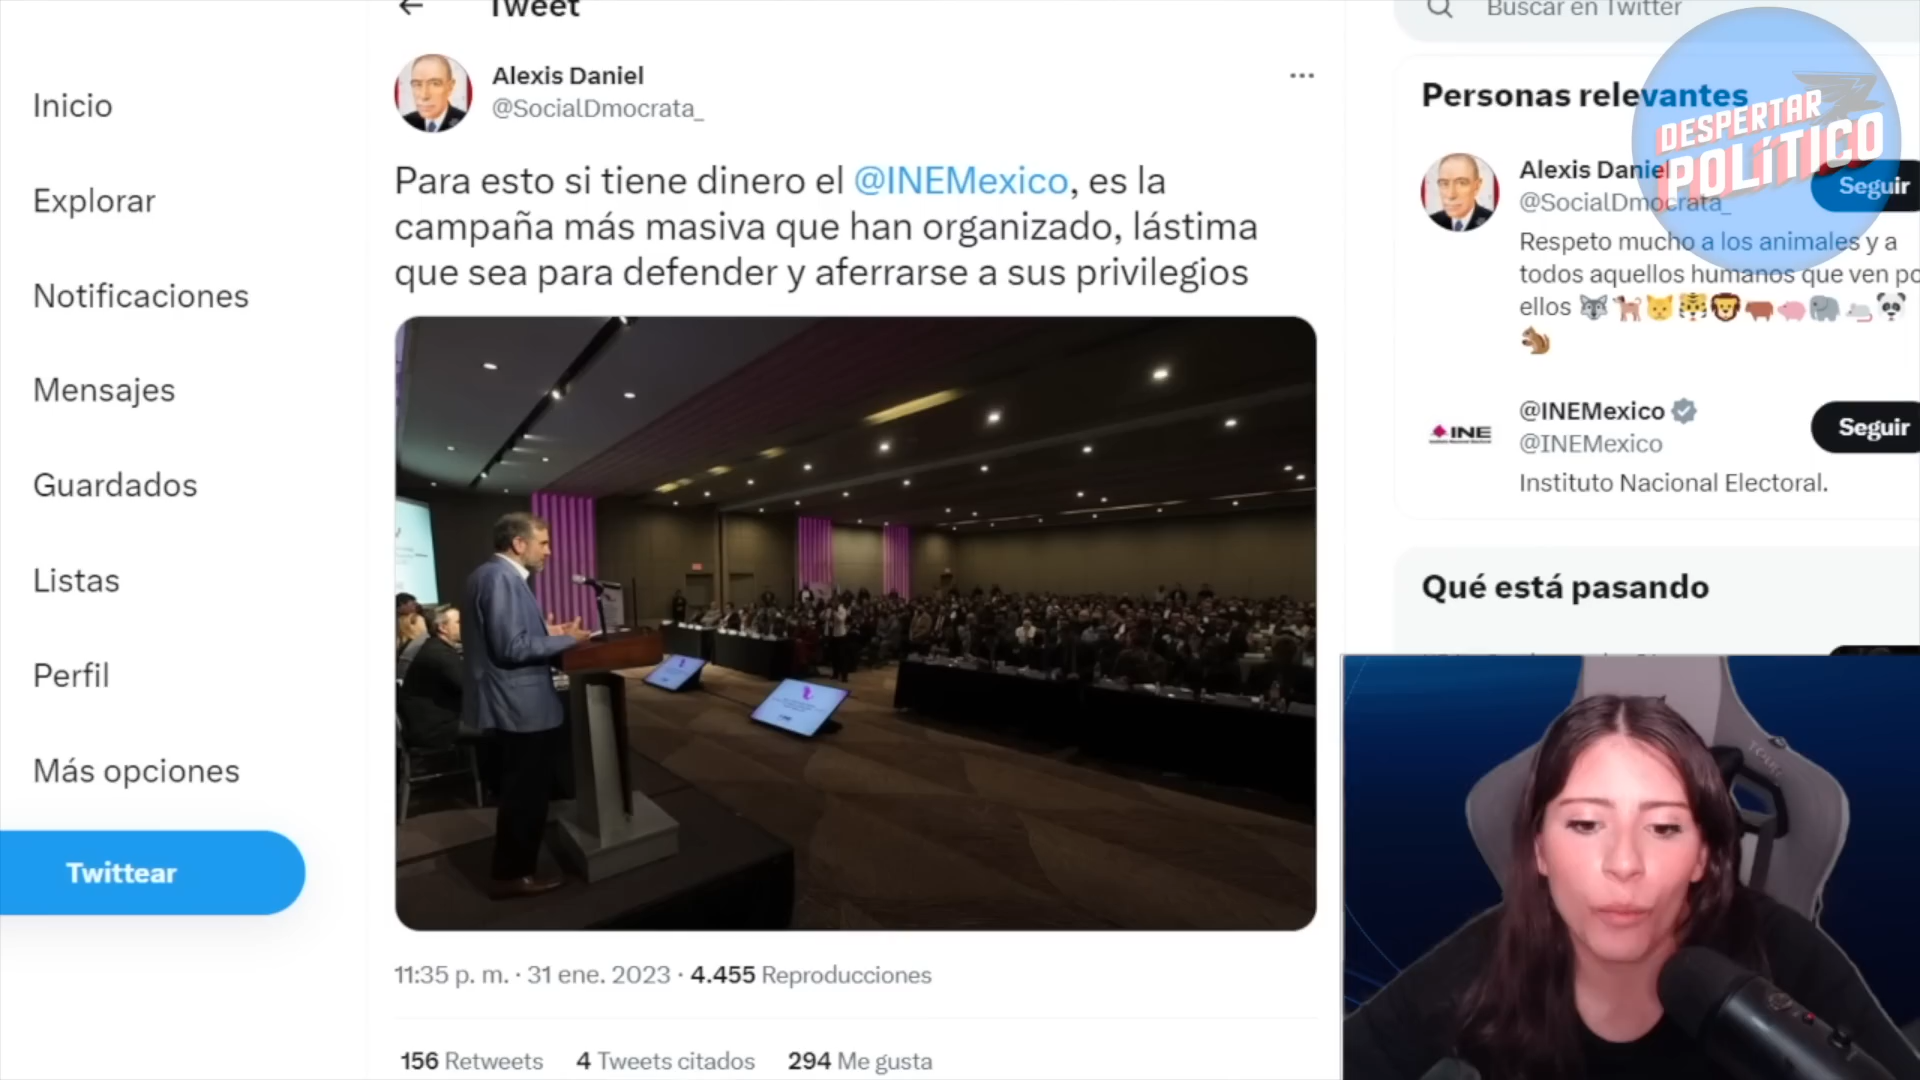 Tweet
Buscar en Twitter
Inicio
Explorar
Notificaciones
Mensajes
Guardados
Listas
Perfil
Más opciones
Twittear
Alexis Daniel
@SocialDmocrata_
Para esto si tiene dinero el @INEMexico, es la
campaña más masiva que han organizado, lástima
que sea para defender y aferrarse a sus privilegios
11:35 p. m. · 31 ene. 2023 · 4.455 Reproducciones
156 Retweets 4 Tweets citados 294 Me gusta
Personas relevantes
DESPERTAR
POLÍTICO
Alexis Daniel
@SocialDmocrata_
Seguir
Respeto mucho a los animales y a
todos aquellos humanos que ven po
ellos
INE
@INEMexico
@INEMexico
Seguir
Instituto Nacional Electoral.
Qué está pasando